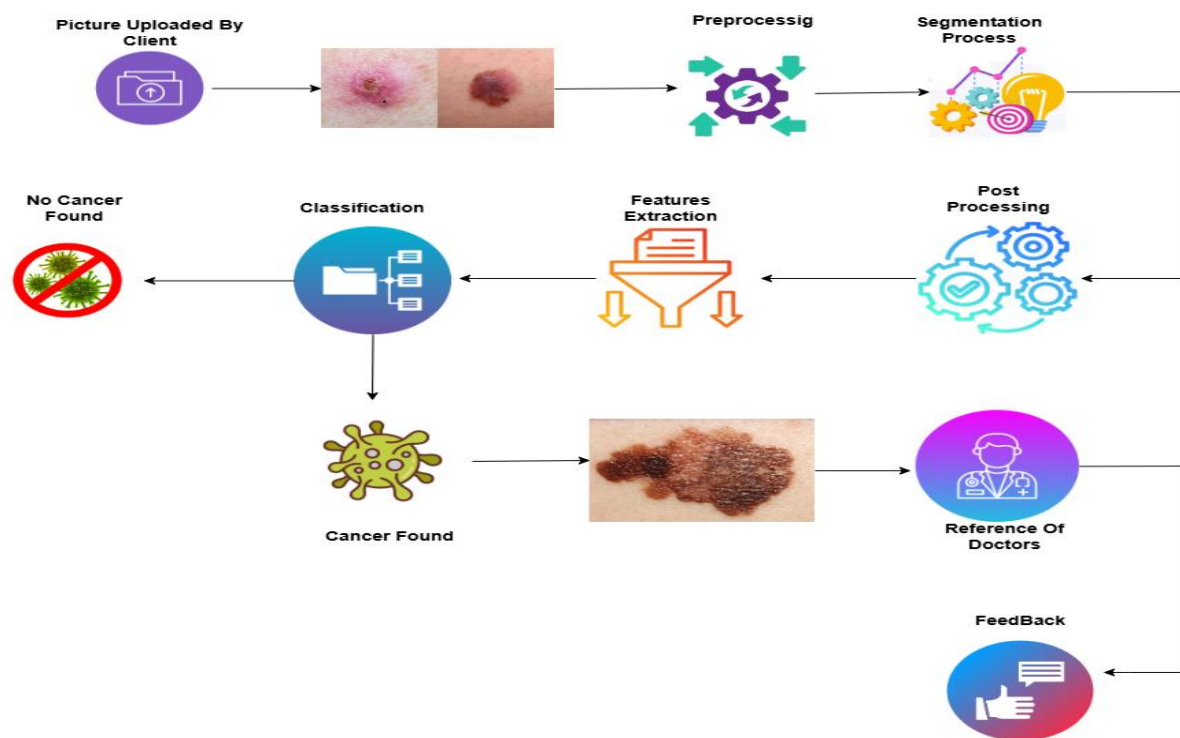 Picture Uploaded By
Client
Preprocessig
Segmentation
Process
No Cancer
Found
Classification
Features
Extraction
Post
Processing
Cancer Found
Reference Of
Doctors
FeedBack